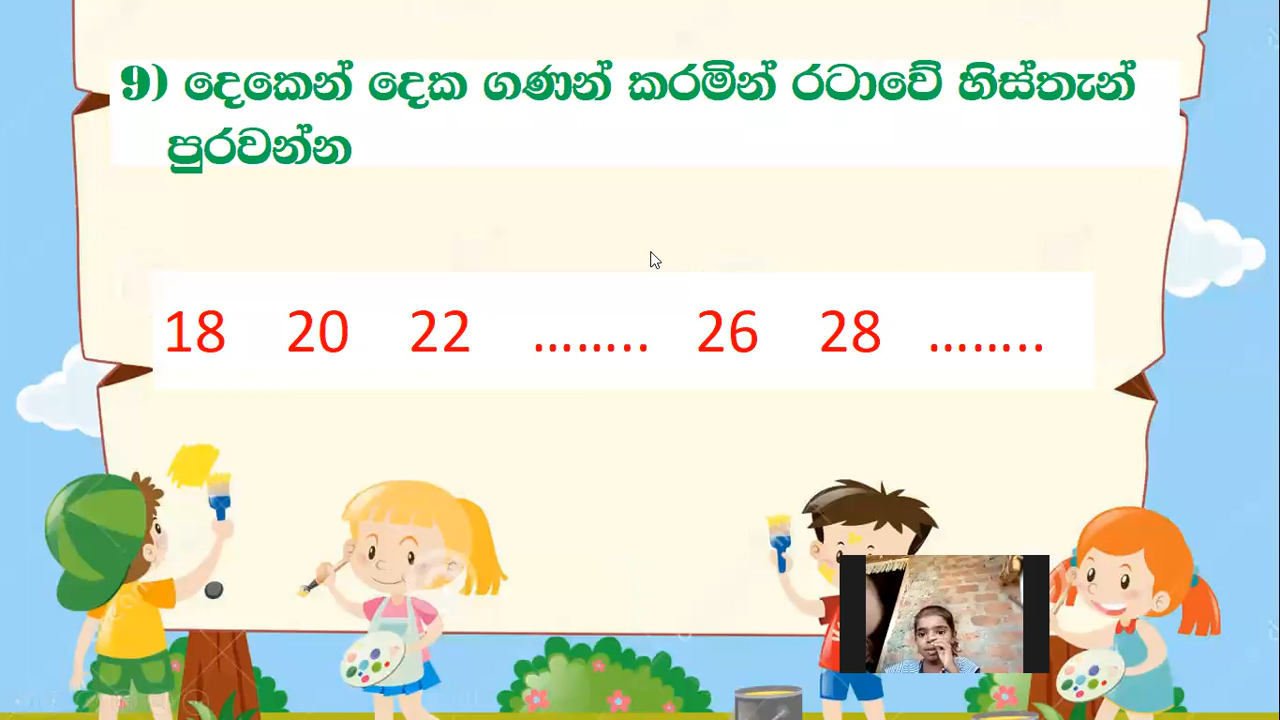 9) දෙකෙන් දෙක ගණන් කරමින් රටාවේ හිස්තැන්
පුරවන්න
18 20 22 …….. 26 28 ……..